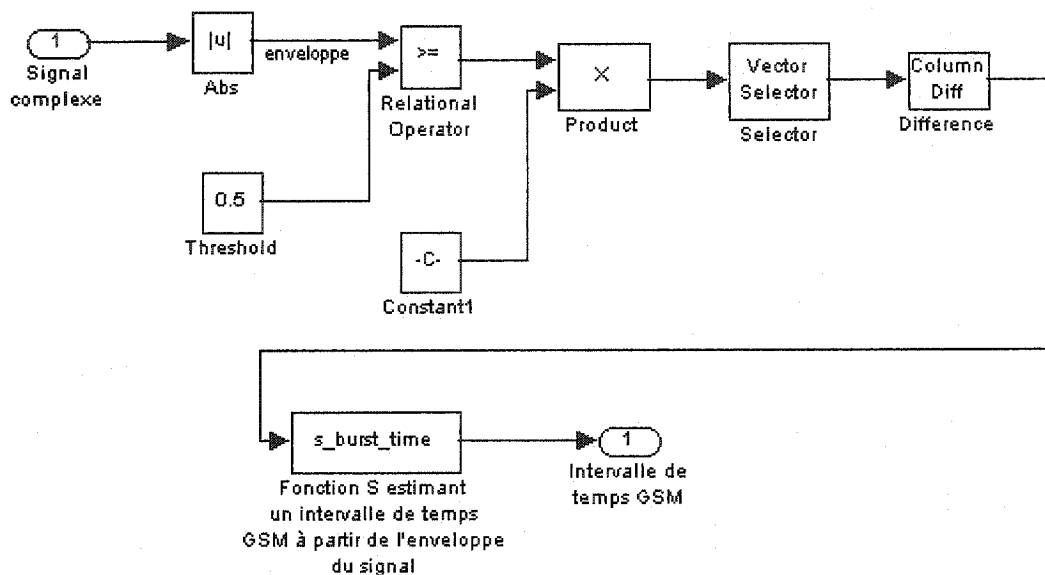 1
Signal
complexe
|u|
Abs
enveloppe
>=
Relational
Operator
0.5
Threshold
-C-
Constant1
×
Product
Vector
Selector
Selector
Column
Diff
Difference
s_burst_time
Fonction S estimant
un intervalle de temps
GSM à partir de l'enveloppe
du signal
1
Intervalle de
temps GSM